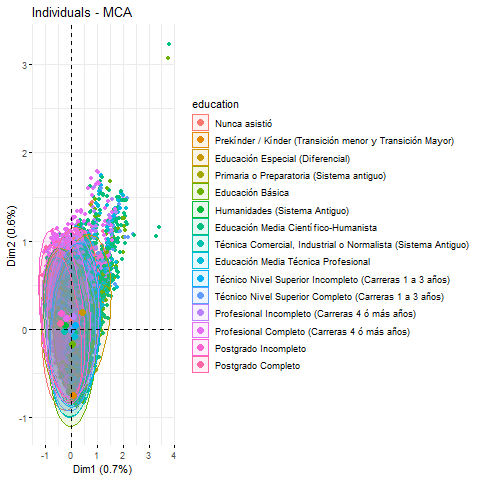 Individuals - MCA
3
2
1
0
-1
Dim2 (0.6%)
-1
0
1
2
3
4
Dim1 (0.7%)
education
Nunca asistió
Prekínder / Kínder (Transición menor y Transición Mayor)
Educación Especial (Diferencial)
Primaria o Preparatoria (Sistema antiguo)
Educación Básica
Humanidades (Sistema Antiguo)
Educación Media Científico-Humanista
Técnica Comercial, Industrial o Normalista (Sistema Antiguo)
Educación Media Técnica Profesional
Técnico Nivel Superior Incompleto (Carreras 1 a 3 años)
Técnico Nivel Superior Completo (Carreras 1 a 3 años)
Profesional Incompleto (Carreras 4 ó más años)
Profesional Completo (Carreras 4 ó más años)
Postgrado Incompleto
Postgrado Completo